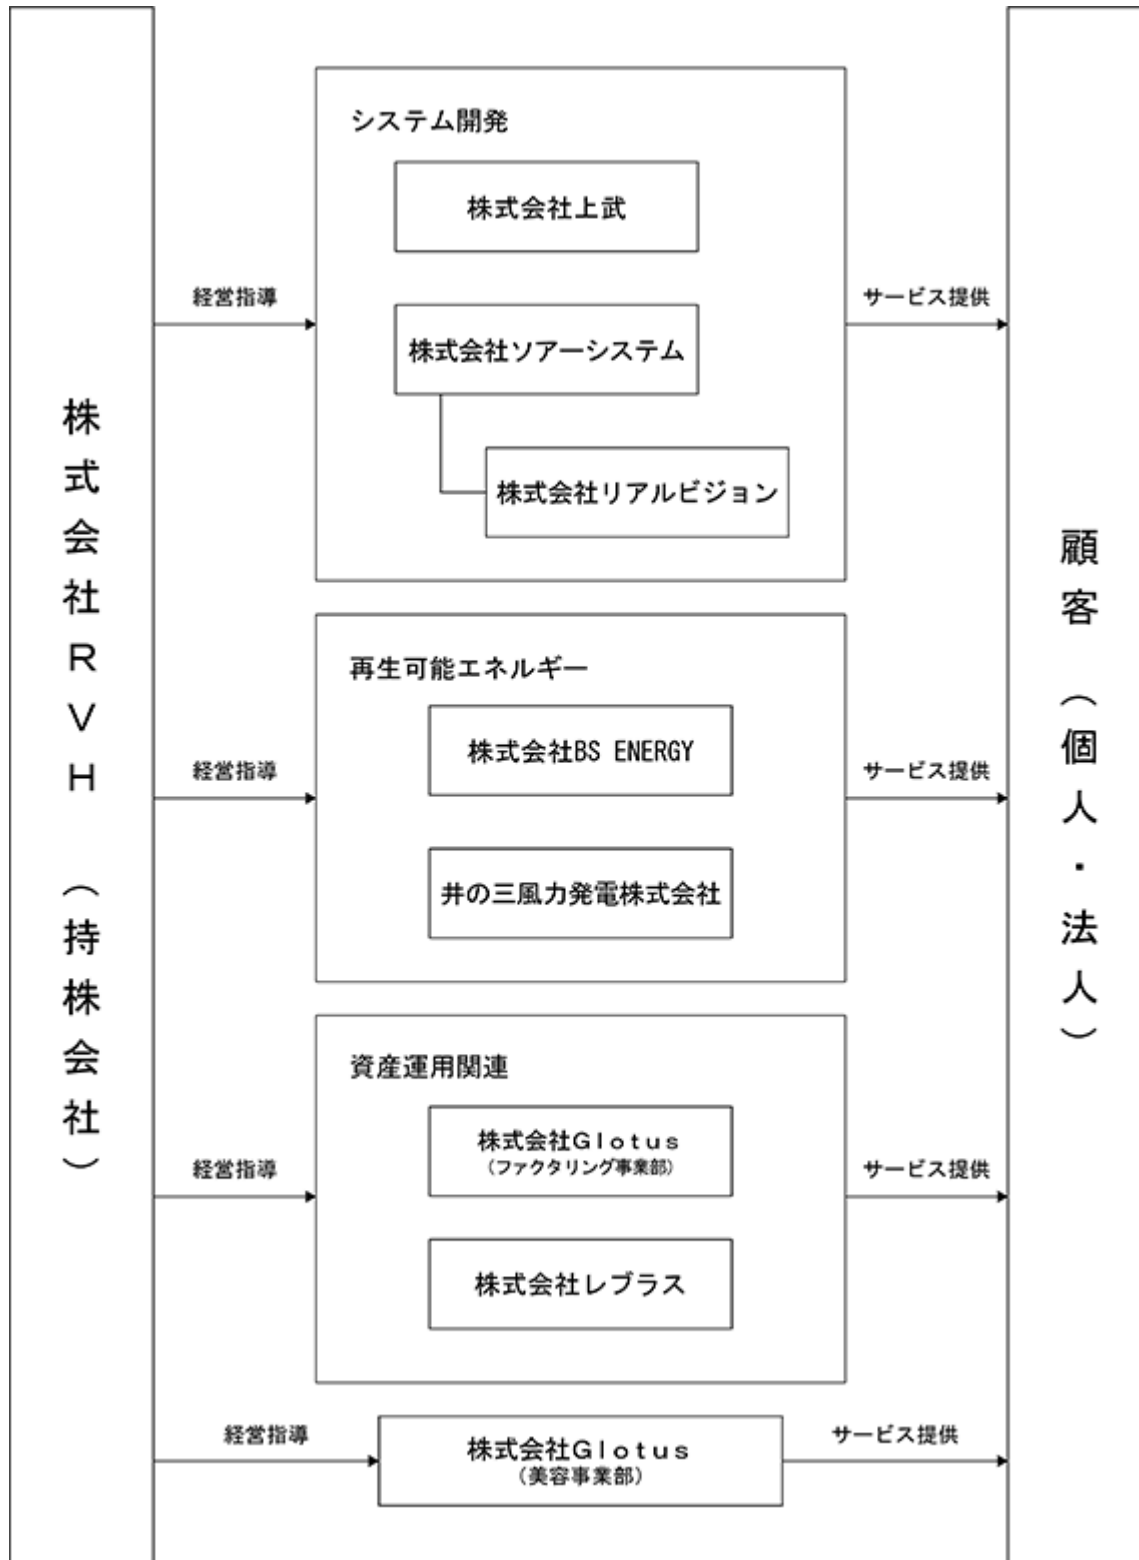 株式会社ＲＶＨ （持株会社）
システム開発
株式会社上武
経営指導
サービス提供
株式会社ソアーシステム
株式会社リアルビジョン
再生可能エネルギー
株式会社BS ENERGY
経営指導
サービス提供
井の三風力発電株式会社
資産運用関連
株式会社Ｇｌｏｔｕｓ
（ファクタリング事業部）
経営指導
サービス提供
株式会社レブラス
経営指導
株式会社Ｇｌｏｔｕｓ
（美容事業部）
サービス提供
顧客（個人・法人）